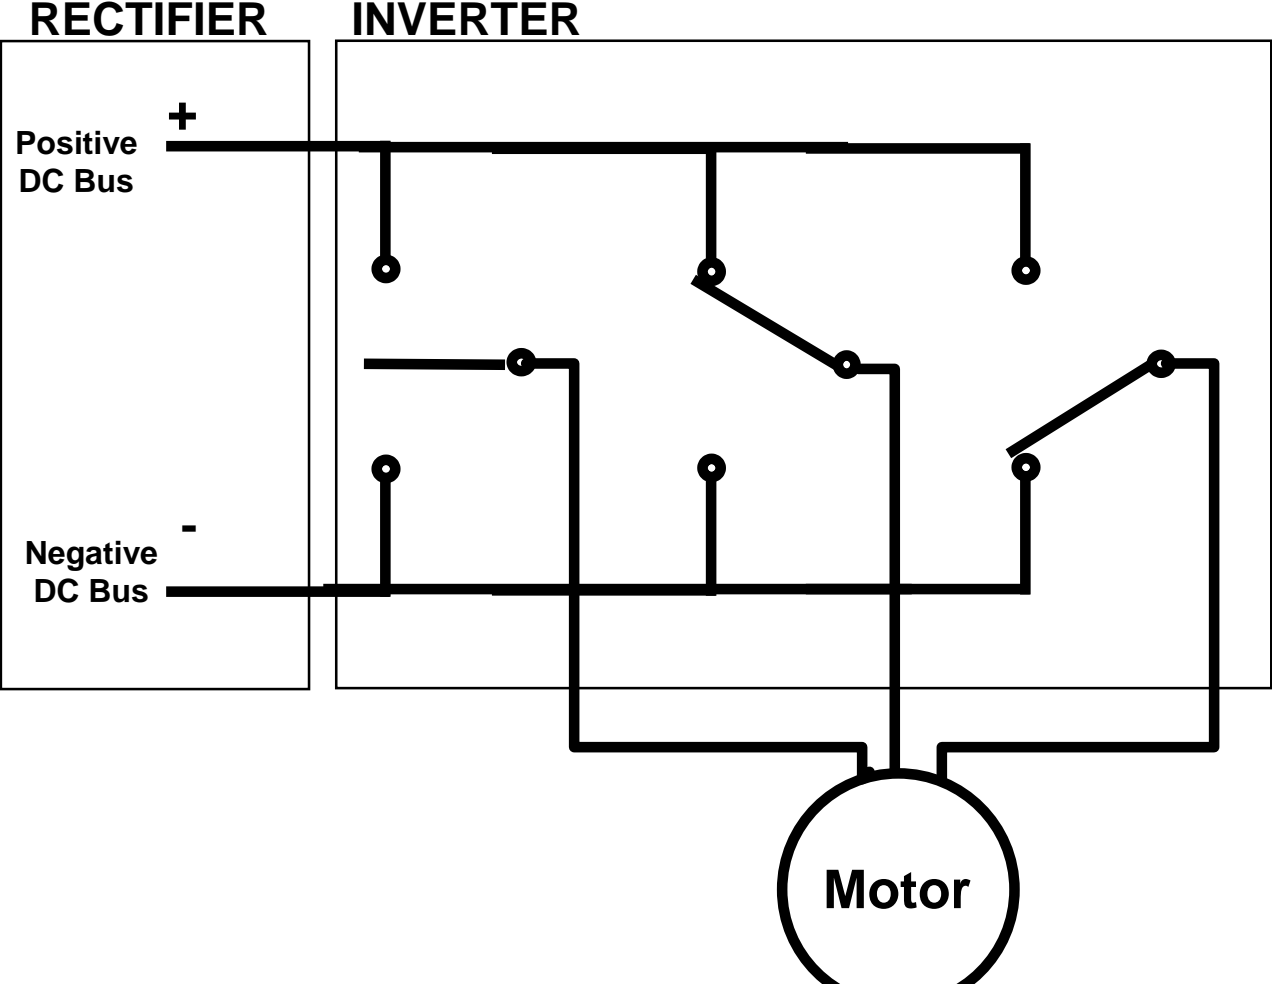 RECTIFIER
INVERTER
+
Positive
DC Bus
-
Negative
DC Bus
Motor